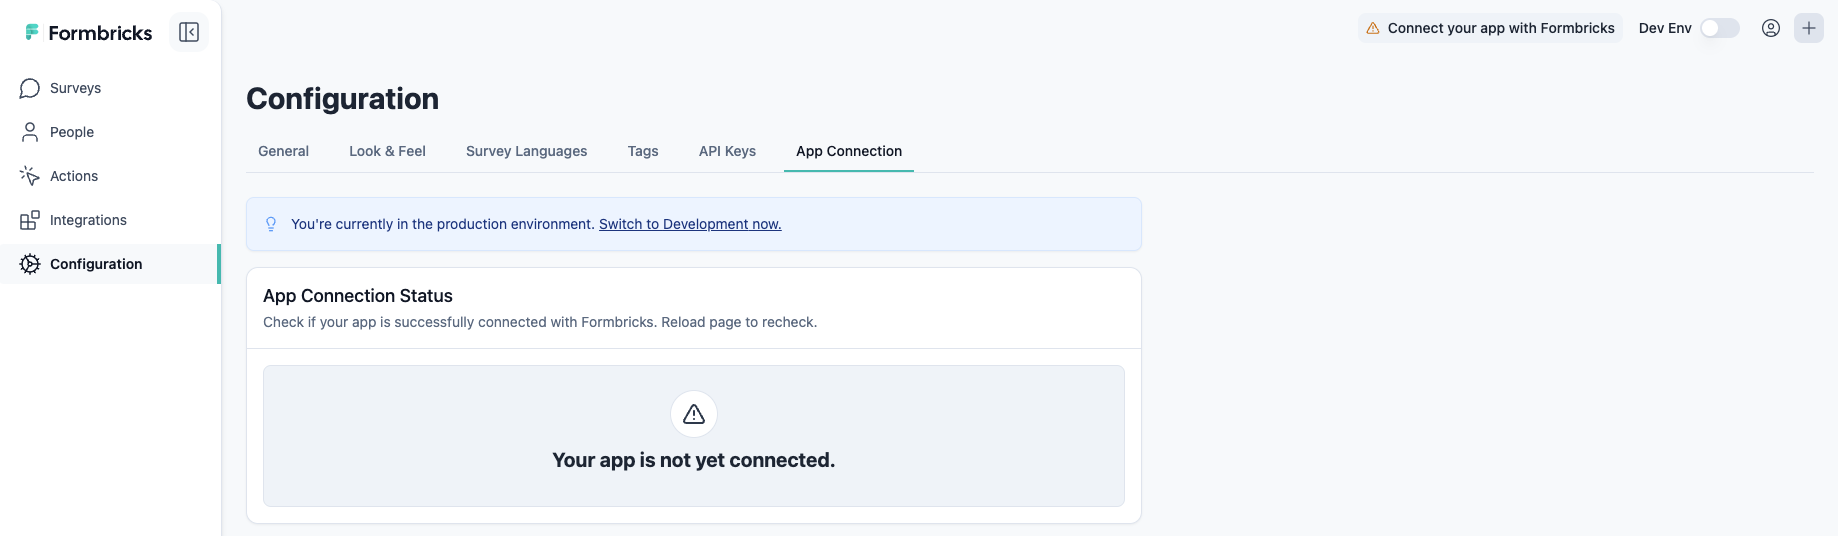 Formbricks
Connect your app with Formbricks
Dev Env
Surveys
People
Actions
Integrations
Configuration
Configuration
General
Look & Feel
Survey Languages
Tags
API Keys
App Connection
You're currently in the production environment. Switch to Development now.
App Connection Status
Check if your app is successfully connected with Formbricks. Reload page to recheck.
Your app is not yet connected.